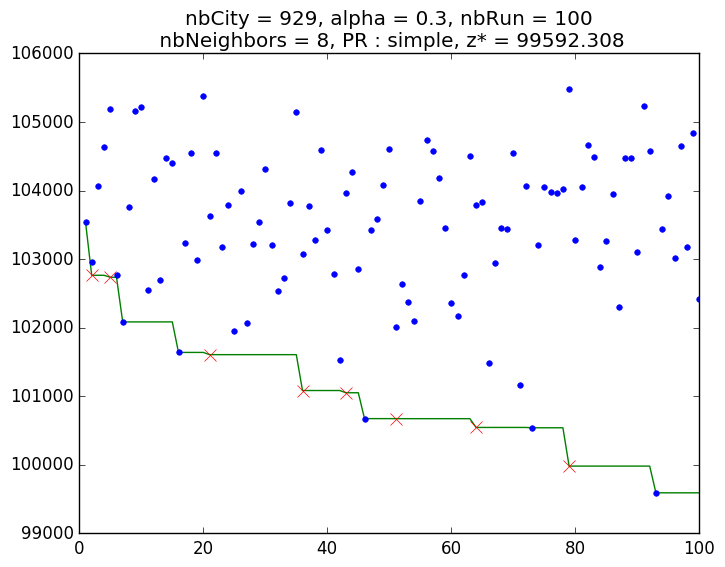 nbCity = 929, alpha = 0.3, nbRun = 100
nbNeighbors = 8, PR : simple, z* = 99592.308
106000
105000
104000
103000
102000
101000
100000
99000
0 20 40 60 80 100